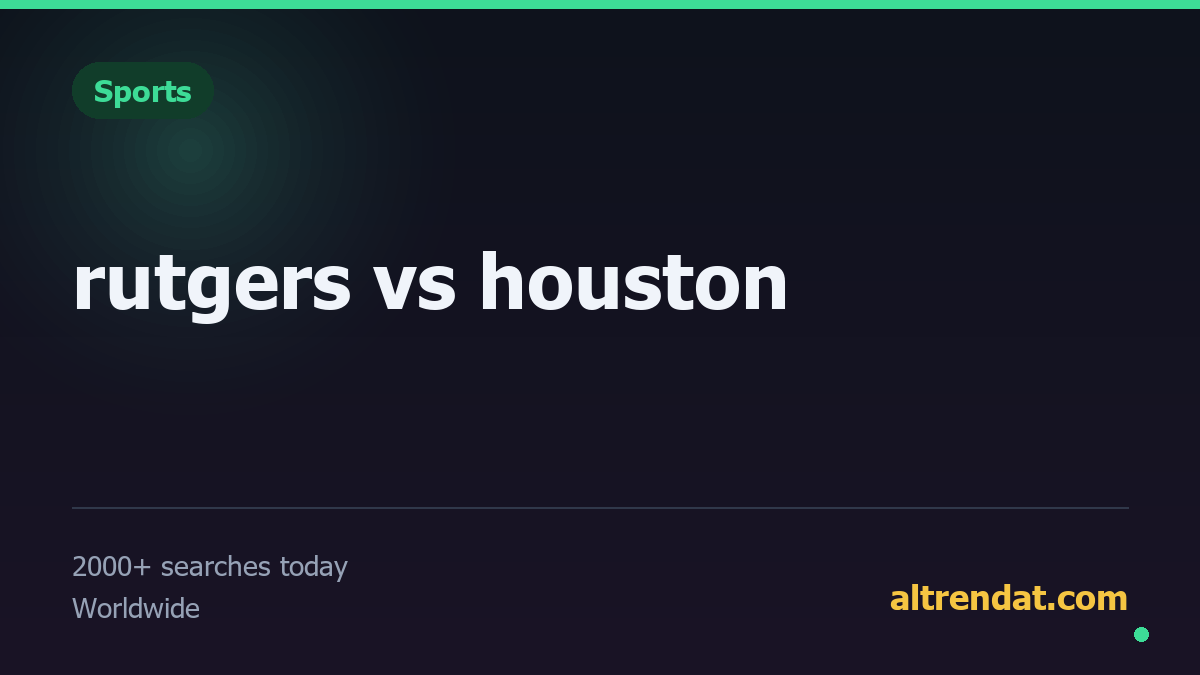 Sports
rutgers vs houston
2000+ searches today
Worldwide
altrendat.com